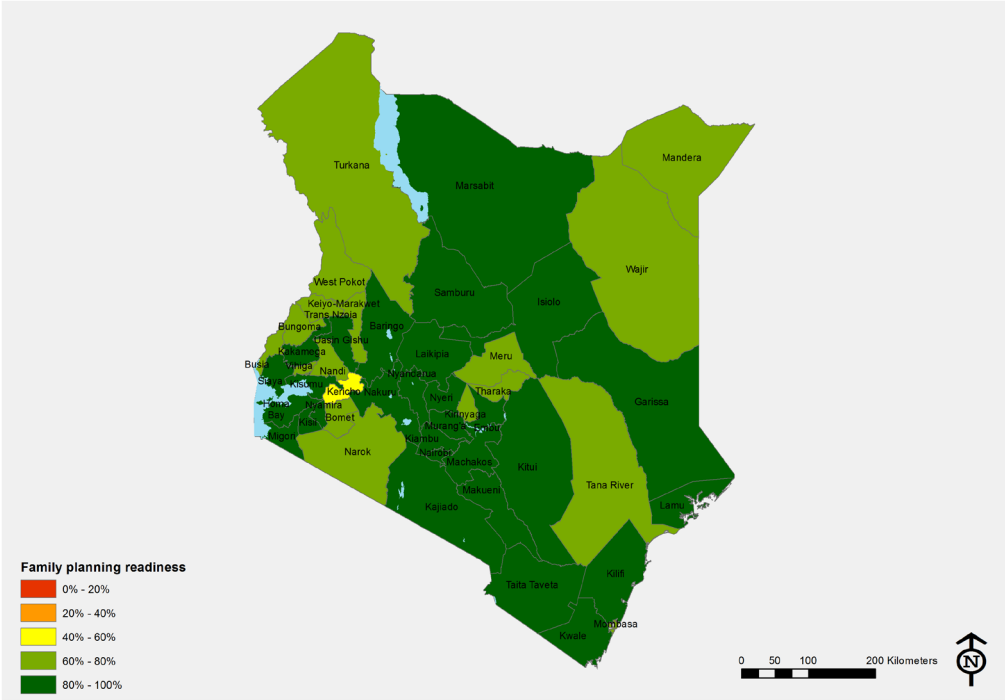 Turkana
Mandera
Marsabit
Wajir
West Pokot
Samburu
Isiolo
Keiyo-Marakwet
Trans Nzoia
Bungoma
Baringo
Uasin Gishu
Kakamega
Laikipia
Meru
Busia
Vihiga
Nandi
Nyandarua
Siaya
Kisomu
Kericho
Nakuru
Tharaka
Nyeri
Garissa
Homa
Bay
Nyamira
Kirinyaga
Bomet
Kisii
Murang'a
Embu
Migori
Kiambu
Narok
Nairobi
Machakos
Kitui
Makueni
Tana River
Kajiado
Lamu
Family planning readiness
0% - 20%
20% - 40%
40% - 60%
60% - 80%
80% - 100%
Taita Taveta
Kilifi
Mombasa
Kwale
0 50 100 200 Kilometers
N